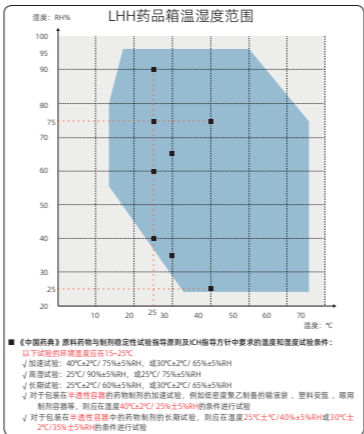 LHH药品箱温湿度范围
湿度：RH%
100
95
90
80
75
70
60
50
40
30
25
20
10 20 25 30 40 50 60 70
温度：℃
■ 《中国药典》原料药物与制剂稳定性试验指导原则及ICH指导方针中要求的温度和湿度试验条件：
以下试验的环境温度应在15~25℃
√ 加速试验：40℃±2℃/ 75%±5%RH，或30℃±2℃/ 65%±5%RH
√ 高湿试验：25℃/ 90%±5%RH，或25℃/ 75%±5%RH
√ 长期试验：25℃±2℃/ 60%±5%RH，或30℃±2℃/ 65%±5%RH
√ 对于包装在半透性容器的药物制剂的加速试验，例如低密度聚乙制备的输液袋 、塑料安瓿 、眼用
制剂容器等，则应在温度40℃±2℃/ 25%±5%RH的条件进行试验
√ 对于包装在半透性容器中的药物制剂的长期试验，则应在温度25℃±℃/40%±5%RH或30℃±
2℃/35%±5%RH的条件进行试验